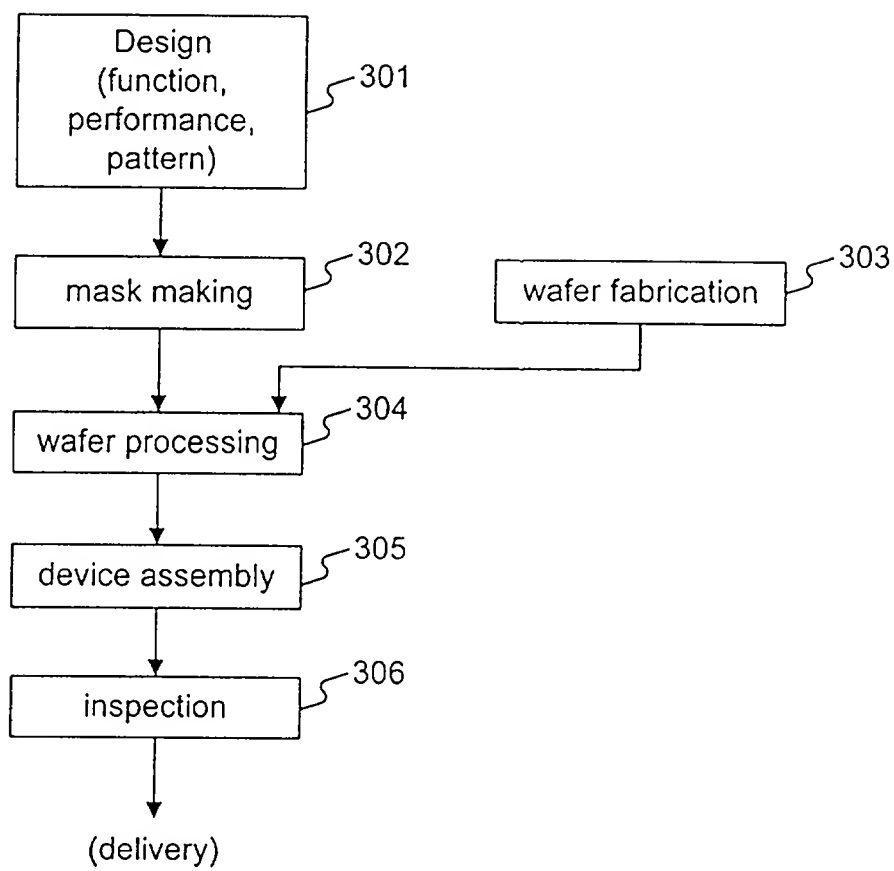 Design
(function,
performance,
pattern)
301
mask making
302
wafer fabrication
303
wafer processing
304
device assembly
305
inspection
306
(delivery)